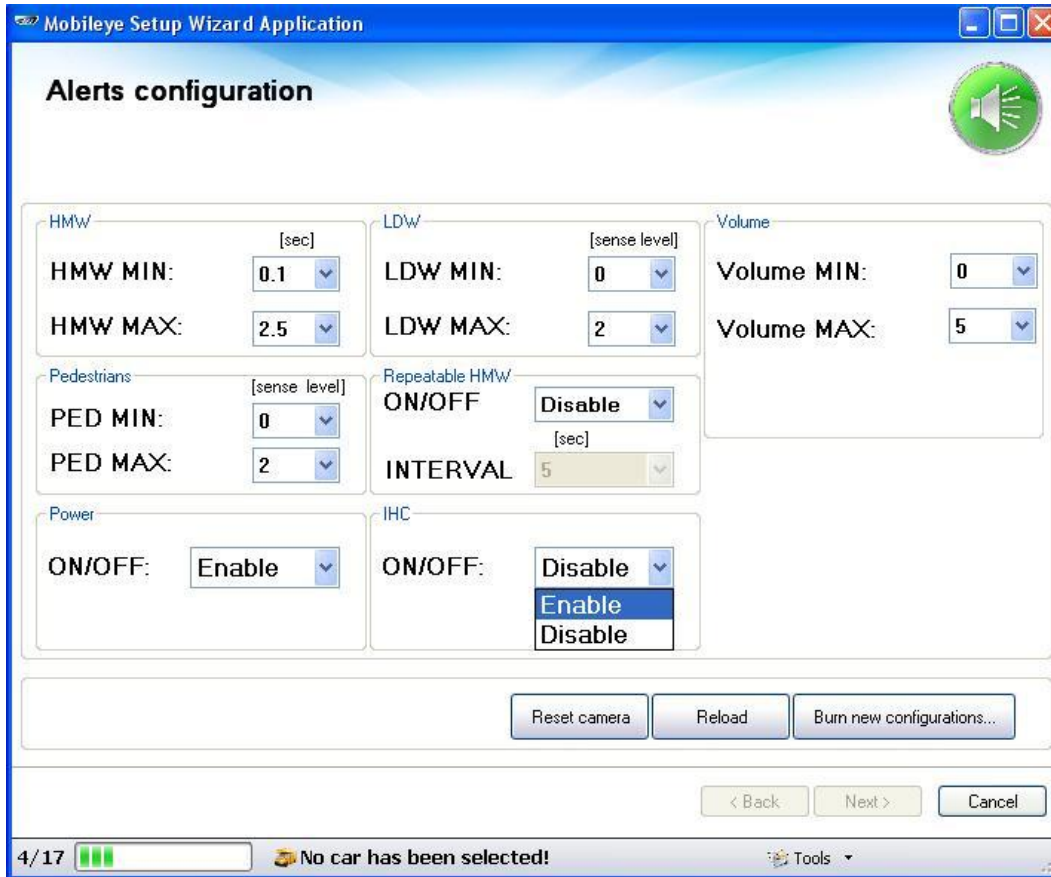 Mobileye Setup Wizard Application
Alerts configuration
HMW
[sec]
HMW MIN: 0.1
HMW MAX: 2.5
LDW
[sense level]
LDW MIN: 0
LDW MAX: 2
Volume
Volume MIN: 0
Volume MAX: 5
Pedestrians
[sense level]
PED MIN: 0
PED MAX: 2
Repeatable HMW
ON/OFF Disable
[sec]
INTERVAL 5
Power
ON/OFF: Enable
IHC
ON/OFF: Disable
Enable
Disable
Reset camera Reload Burn new configurations...
< Back Next > Cancel
4/17 No car has been selected! Tools